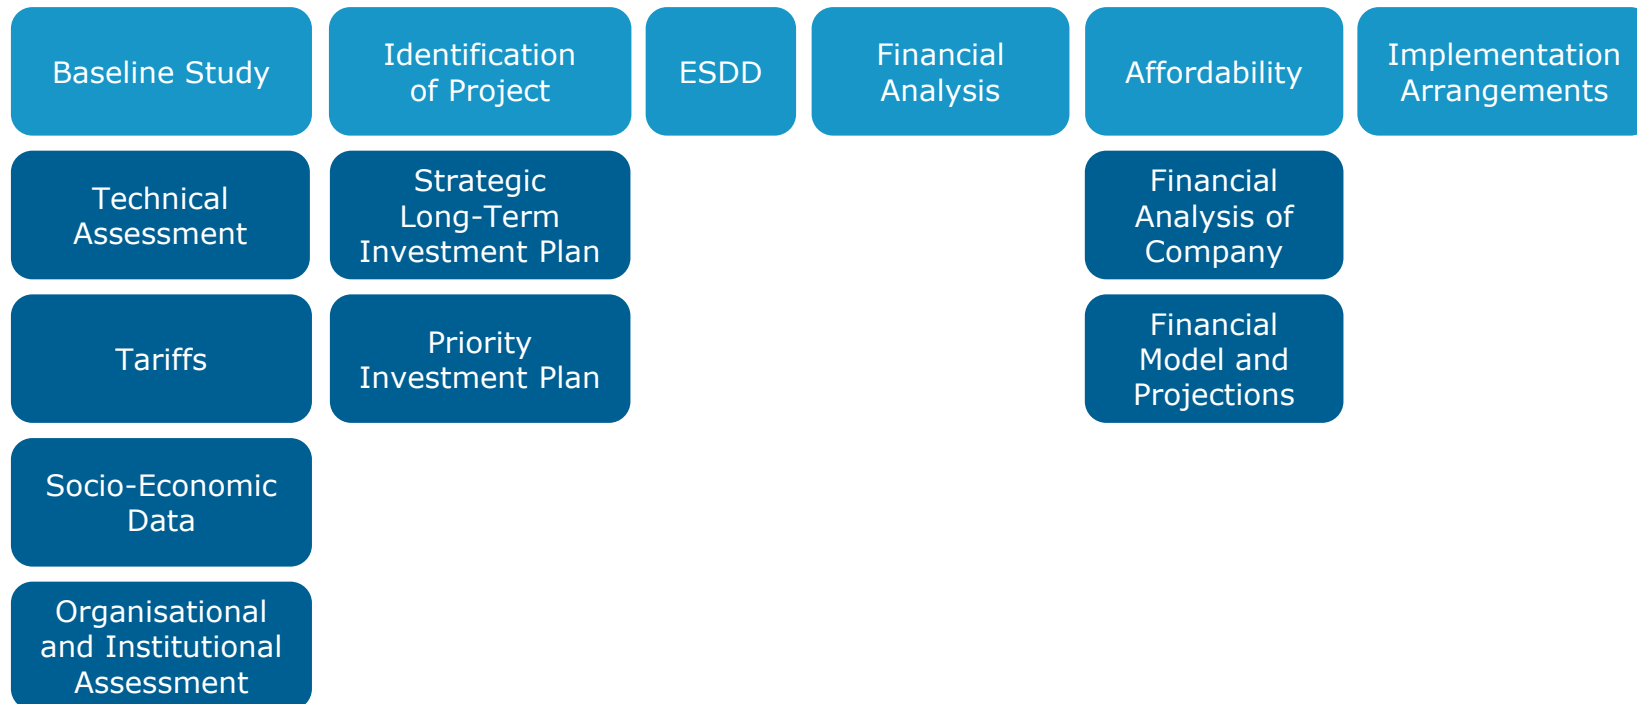 Baseline Study
Identification
of Project
ESDD
Financial
Analysis
Affordability
Implementation
Arrangements
Technical
Assessment
Strategic
Long-Term
Investment Plan
Financial
Analysis of
Company
Tariffs
Priority
Investment Plan
Financial
Model and
Projections
Socio-Economic
Data
Organisational
and Institutional
Assessment